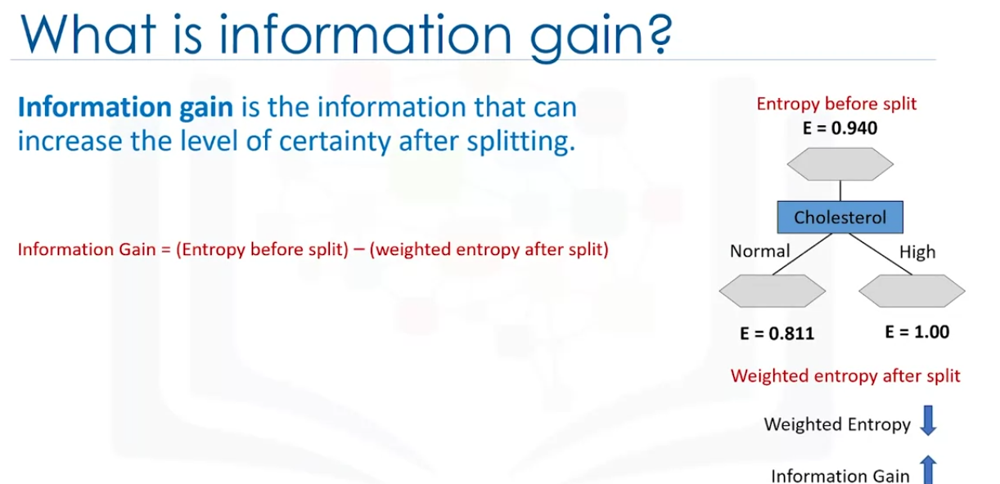 What is information gain?
Information gain is the information that can
increase the level of certainty after splitting.
Information Gain = (Entropy before split) – (weighted entropy after split)
Entropy before split
E = 0.940
Cholesterol
Normal
High
E = 0.811
E = 1.00
Weighted entropy after split
Weighted Entropy
Information Gain